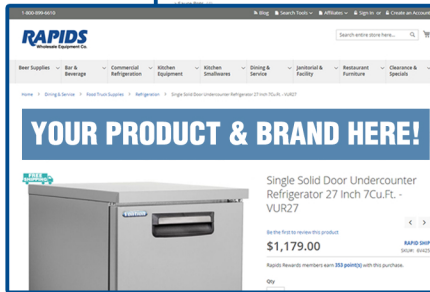 1-800-899-6610
Blog
Search Tools
Affiliates
Sign in or
Create an Account
RAPIDS
Wholesale Equipment Co.
Search entire store here...
Beer Supplies
Bar & Beverage
Commercial Refrigeration
Kitchen Equipment
Kitchen Smallwares
Dining & Service
Janitorial & Facility
Restaurant Furniture
Clearance & Specials
Home > Dining & Service > Food Truck Supplies > Refrigeration > Single Solid Door Undercounter Refrigerator 27 Inch 7Cu.Ft. - VUR27
YOUR PRODUCT & BRAND HERE!
FREE
Single Solid Door Undercounter
Refrigerator 27 Inch 7Cu.Ft. -
VUR27
Be the first to review this product
$1,179.00
RAPID SHIP
Rapids Rewards members earn 353 point(s) with this purchase.
Qty